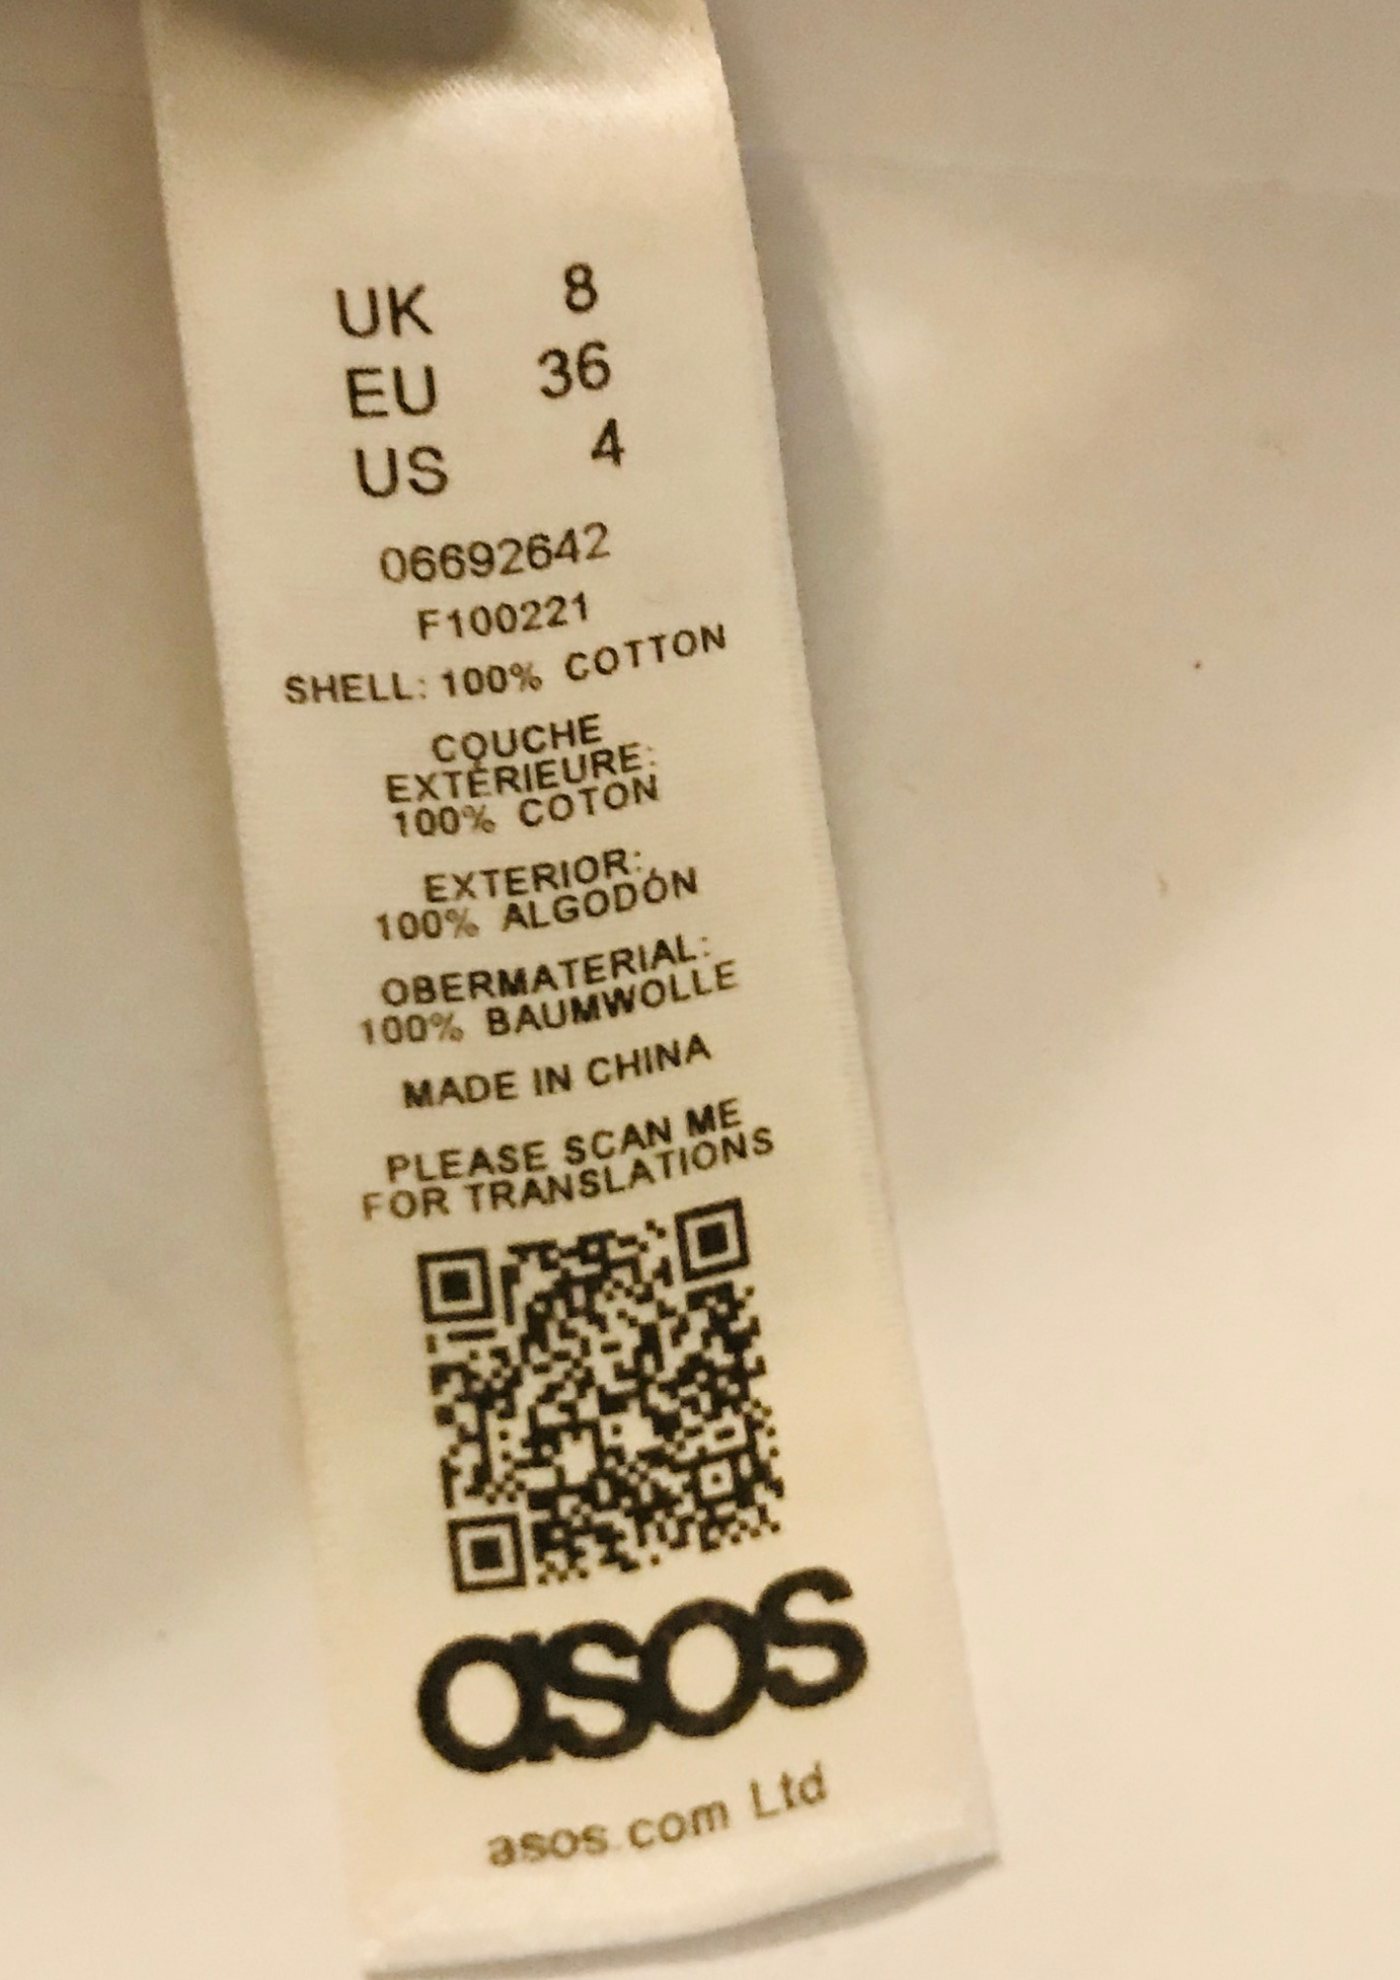 UK 8
EU 36
US 4
06692642
F100221
SHELL: 100% COTTON
COUCHE
EXTÉRIEURE:
100% COTON
EXTERIOR:
100% ALGODÓN
OBERMATERIAL:
100% BAUMWOLLE
MADE IN CHINA
PLEASE SCAN ME
FOR TRANSLATIONS
asos
asos.com Ltd